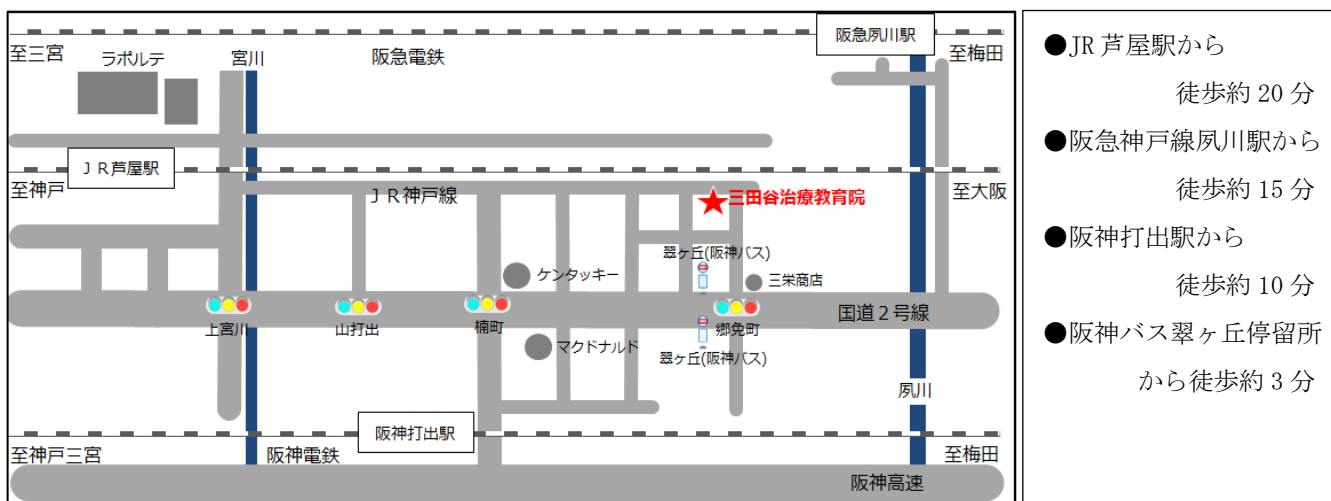 阪急夙川駅
至三宮
ラポルテ
宮川
阪急電鉄
至梅田
JR芦屋駅
至神戸
JR神戸線
三田谷治療教育院
至大阪
翠ヶ丘(阪神バス)
ケンタッキー
三栄商店
国道2号線
上宮川
山打出
楠町
郷免町
マクドナルド
翠ヶ丘(阪神バス)
夙川
阪神打出駅
至神戸三宮
阪神電鉄
至梅田
阪神高速
●JR芦屋駅から
徒歩約20分
●阪急神戸線夙川駅から
徒歩約15分
●阪神打出駅から
徒歩約10分
●阪神バス翠ヶ丘停留所
から徒歩約3分